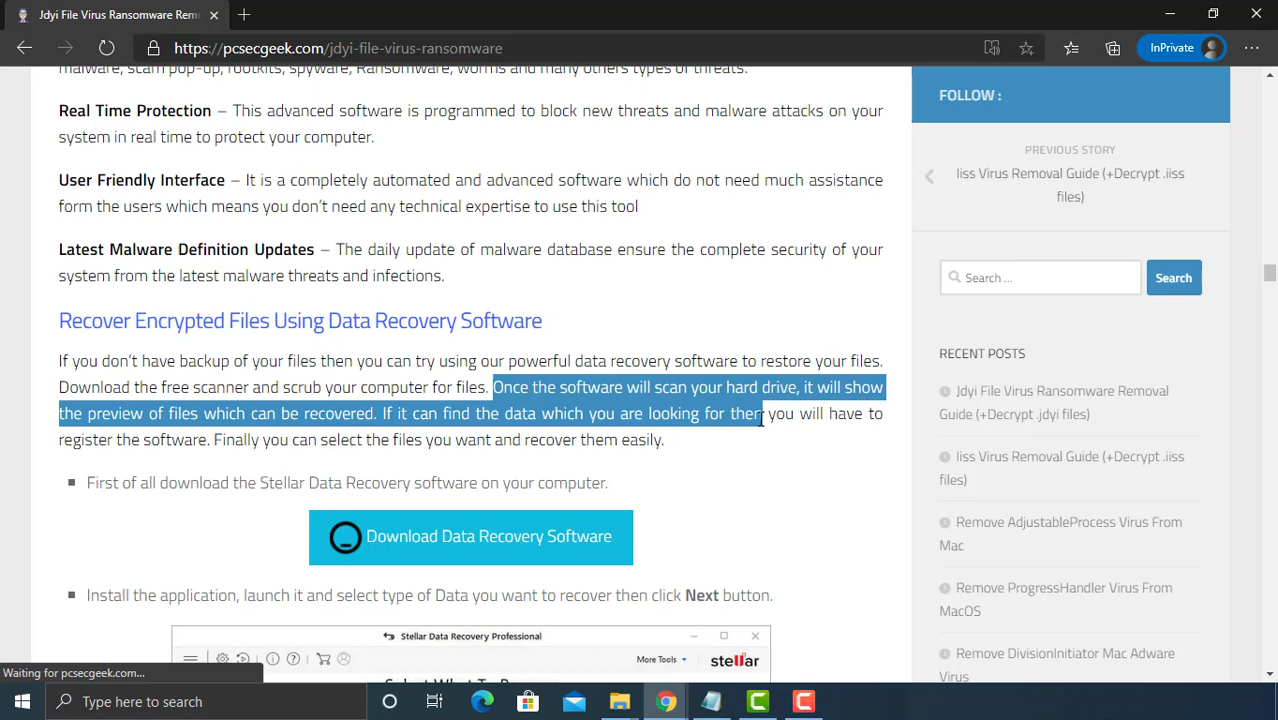 Jdyi File Virus Ransomware Rem
https://pcsecgeek.com/jdyi-file-virus-ransomware
InPrivate
malware, scam pop-up, rootkits, spyware, Ransomware, worms and many others types of threats.
Real Time Protection – This advanced software is programmed to block new threats and malware attacks on your
system in real time to protect your computer.
User Friendly Interface – It is a completely automated and advanced software which do not need much assistance
form the users which means you don’t need any technical expertise to use this tool
Latest Malware Definition Updates – The daily update of malware database ensure the complete security of your
system from the latest malware threats and infections.
Recover Encrypted Files Using Data Recovery Software
If you don’t have backup of your files then you can try using our powerful data recovery software to restore your files.
Download the free scanner and scrub your computer for files. Once the software will scan your hard drive, it will show
the preview of files which can be recovered. If it can find the data which you are looking for then you will have to
register the software. Finally you can select the files you want and recover them easily.
First of all download the Stellar Data Recovery software on your computer.
Download Data Recovery Software
Install the application, launch it and select type of Data you want to recover then click Next button.
Stellar Data Recovery Professional
More Tools
stellar
FOLLOW :
PREVIOUS STORY
Iiss Virus Removal Guide (+Decrypt .iiss
files)
Search ...
Search
RECENT POSTS
Jdyi File Virus Ransomware Removal
Guide (+Decrypt .jdyi files)
Iiss Virus Removal Guide (+Decrypt .iiss
files)
Remove AdjustableProcess Virus From
Mac
Remove ProgressHandler Virus From
MacOS
Remove DivisionInitiator Mac Adware
Virus
Waiting for pcsecgeek.com...
Type here to search